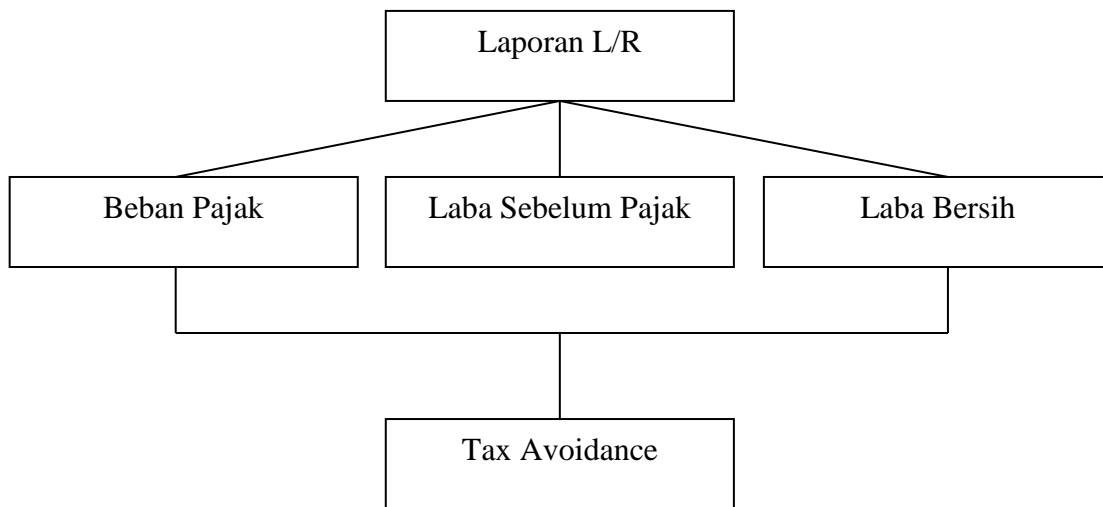 Laporan L/R
Beban Pajak
Laba Sebelum Pajak
Laba Bersih
Tax Avoidance